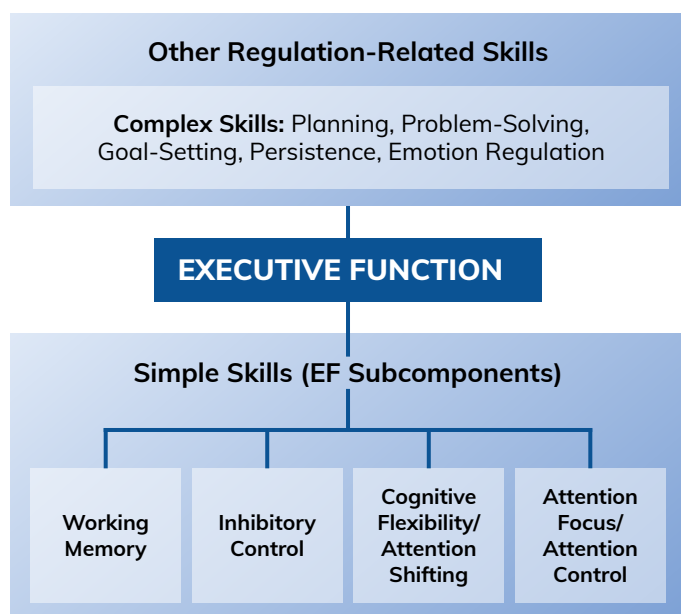 Other Regulation-Related Skills
Complex Skills: Planning, Problem-Solving,
Goal-Setting, Persistence, Emotion Regulation
EXECUTIVE FUNCTION
Simple Skills (EF Subcomponents)
Working
Memory
Inhibitory
Control
Cognitive
Flexibility/
Attention
Shifting
Attention
Focus/
Attention
Control